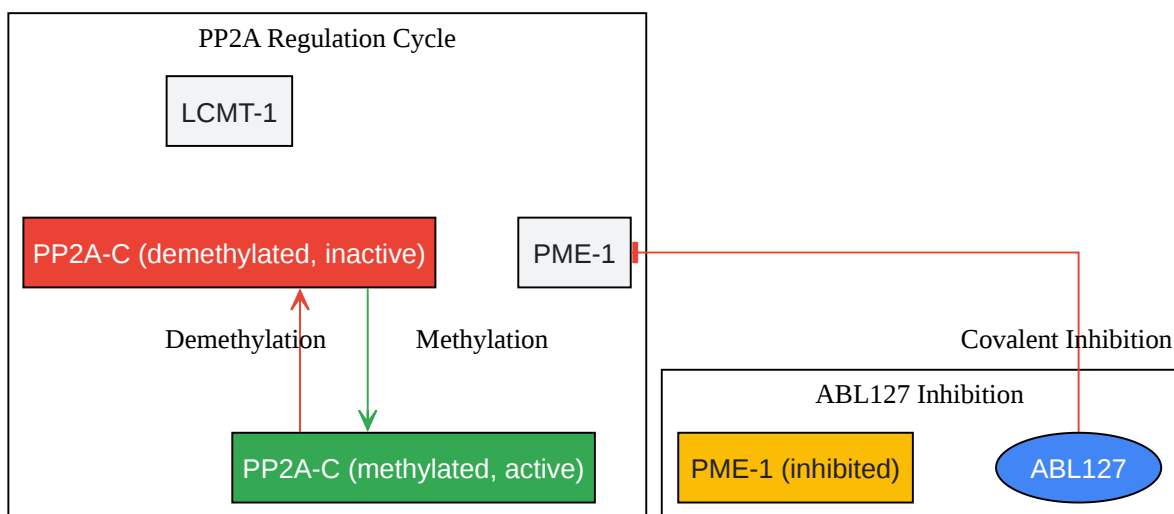 PP2A Regulation Cycle
LCMT-1
PP2A-C (demethylated, inactive)
PME-1
Demethylation
Methylation
Covalent Inhibition
ABL127 Inhibition
PP2A-C (methylated, active)
PME-1 (inhibited)
ABL127